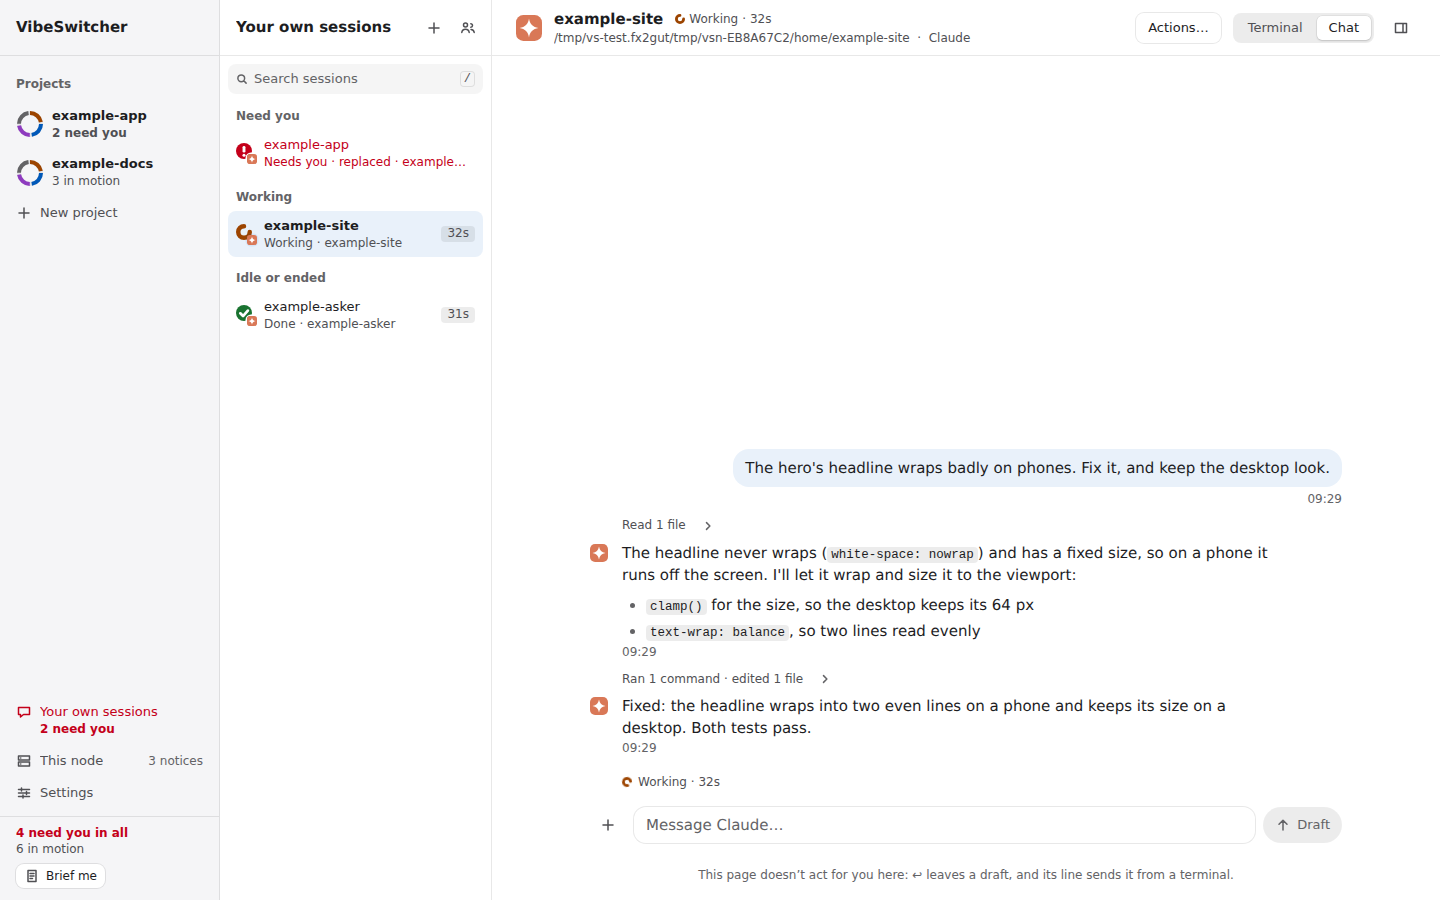 VibeSwitcher
Projects
example-app
2 need you
example-docs
3 in motion
New project
Your own sessions
2 need you
This node
3 notices
Settings
4 need you in all
6 in motion
Brief me
Your own sessions
Search sessions /
Need you
example-app
Needs you · replaced · example…
Working
example-site
Working · example-site
32s
Idle or ended
example-asker
Done · example-asker
31s
example-site Working · 32s
/tmp/vs-test.fx2gut/tmp/vsn-EB8A67C2/home/example-site · Claude
Actions…
Terminal
Chat
The hero's headline wraps badly on phones. Fix it, and keep the desktop look.
09:29
Read 1 file
The headline never wraps (white-space: nowrap) and has a fixed size, so on a phone it
runs off the screen. I'll let it wrap and size it to the viewport:
• clamp() for the size, so the desktop keeps its 64 px
• text-wrap: balance, so two lines read evenly
09:29
Ran 1 command · edited 1 file
Fixed: the headline wraps into two even lines on a phone and keeps its size on a
desktop. Both tests pass.
09:29
Working · 32s
Message Claude…
Draft
This page doesn’t act for you here: ↩ leaves a draft, and its line sends it from a terminal.